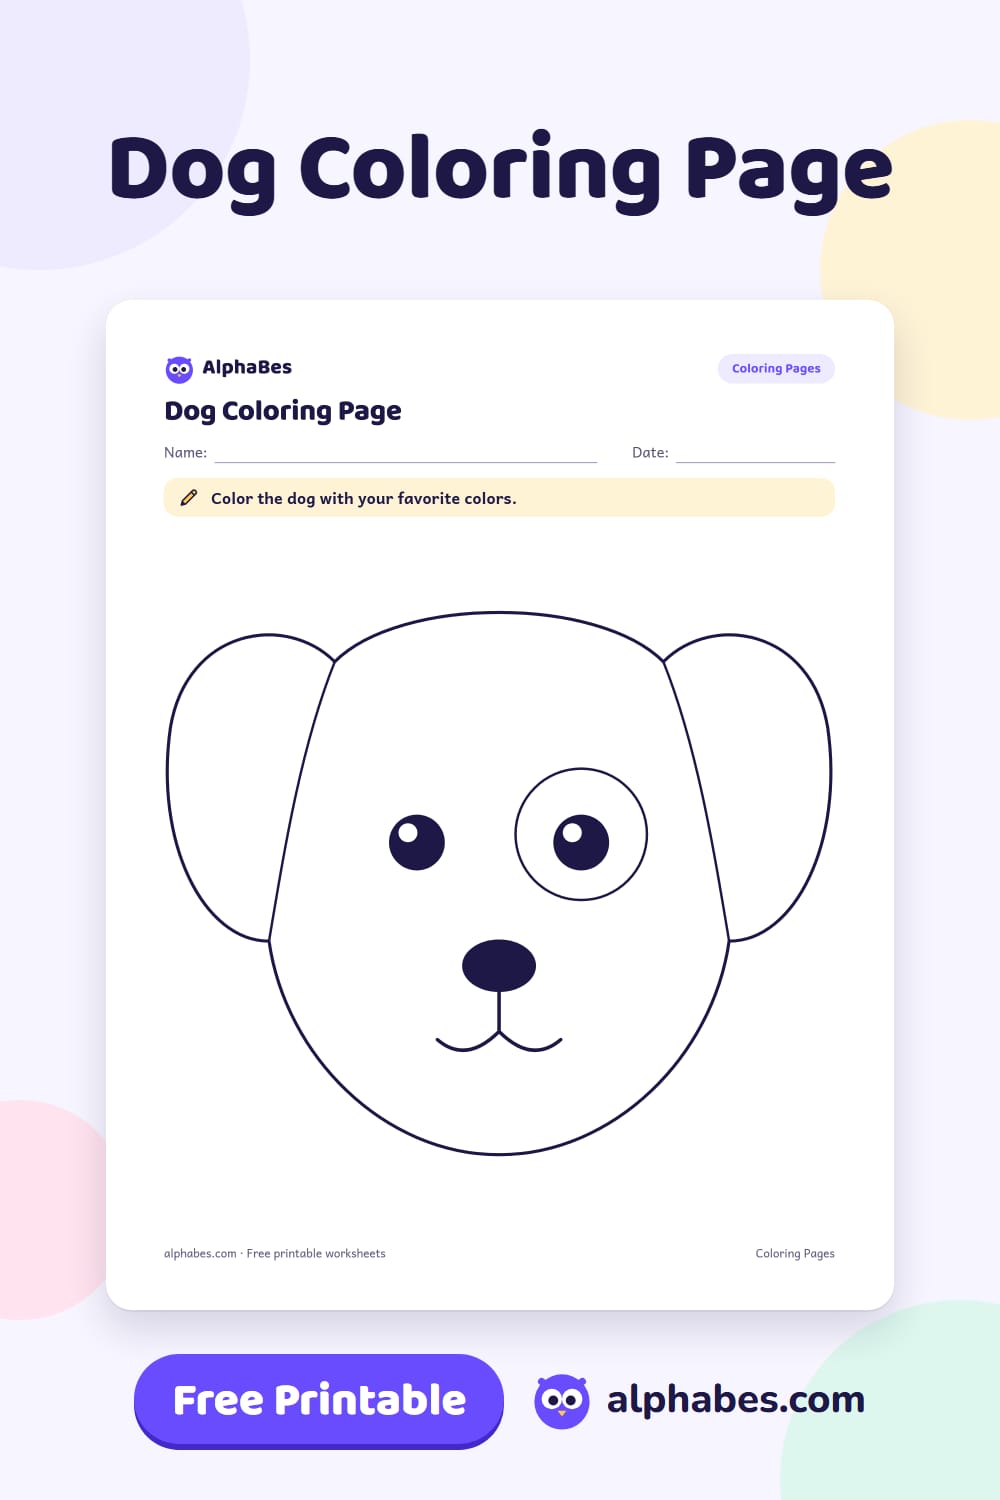 Dog Coloring Page
AlphaBes
Coloring Pages
Dog Coloring Page
Name:
Date:
Color the dog with your favorite colors.
alphabes.com · Free printable worksheets
Coloring Pages
Free Printable
alphabes.com